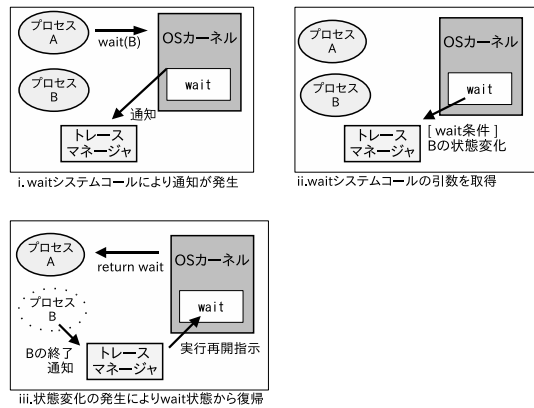 プロセス
A
wait(B)
OSカーネル
wait
プロセス
B
通知
トレース
マネージャ
i.waitシステムコールにより通知が発生
プロセス
A
OSカーネル
wait
プロセス
B
[ wait条件 ]
Bの状態変化
トレース
マネージャ
ii.waitシステムコールの引数を取得
プロセス
A
return wait
OSカーネル
wait
プロセス
B
Bの終了
通知
トレース
マネージャ
実行再開指示
iii.状態変化の発生によりwait状態から復帰